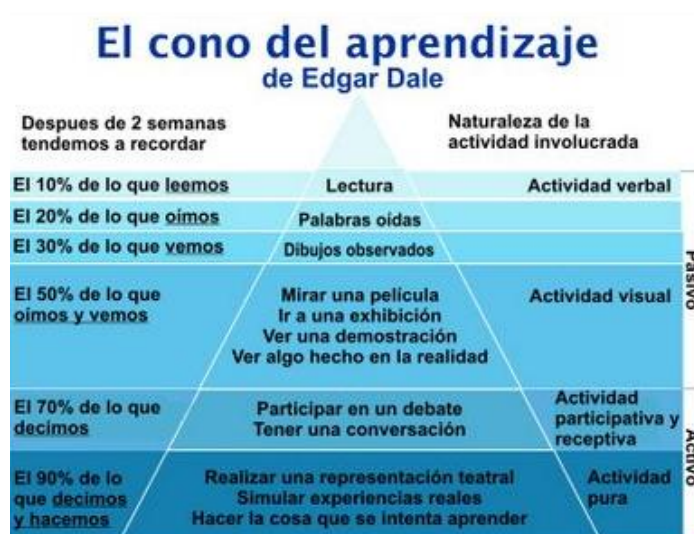 El cono del aprendizaje
de Edgar Dale
Despues de 2 semanas
tendemos a recordar
Naturaleza de la
actividad involucrada
El 10% de lo que leemos
Lectura
Actividad verbal
El 20% de lo que oímos
Palabras oídas
El 30% de lo que vemos
Dibujos observados
El 50% de lo que
oímos y vemos
Mirar una película
Ir a una exhibición
Ver una demostración
Ver algo hecho en la realidad
Actividad visual
Pasivo
El 70% de lo que
decimos
Participar en un debate
Tener una conversación
Actividad
participativa y
receptiva
El 90% de lo
que decimos
y hacemos
Realizar una representación teatral
Simular experiencias reales
Hacer la cosa que se intenta aprender
Actividad
pura
Activo